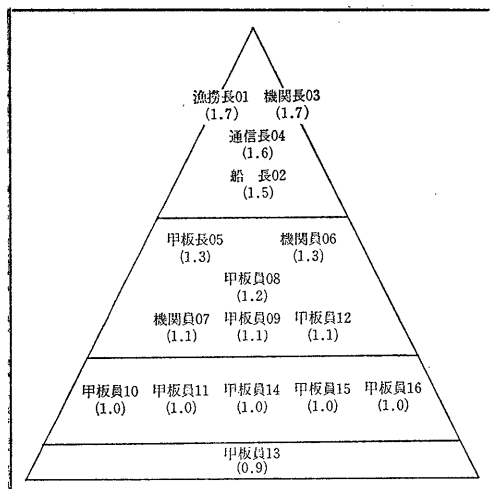 漁撈長01 機関長03
(1.7) (1.7)
通信長04
(1.6)
船 長02
(1.5)
甲板長05 機関員06
(1.3) (1.3)
甲板員08
(1.2)
機関員07 甲板員09 甲板員12
(1.1) (1.1) (1.1)
甲板員10 甲板員11 甲板員14 甲板員15 甲板員16
(1.0) (1.0) (1.0) (1.0) (1.0)
甲板員13
(0.9)